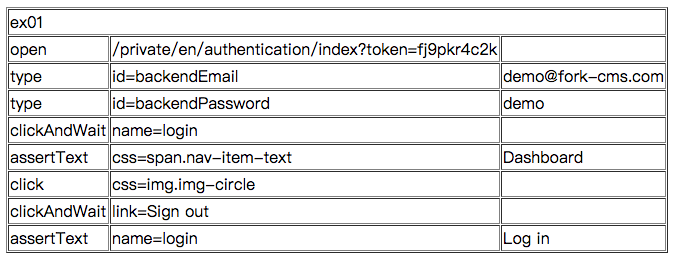 ex01
open /private/en/authentication/index?token=fj9pkr4c2k
type id=backendEmail demo@fork-cms.com
type id=backendPassword demo
clickAndWait name=login
assertText css=span.nav-item-text Dashboard
click css=img.img-circle
clickAndWait link=Sign out
assertText name=login Log in